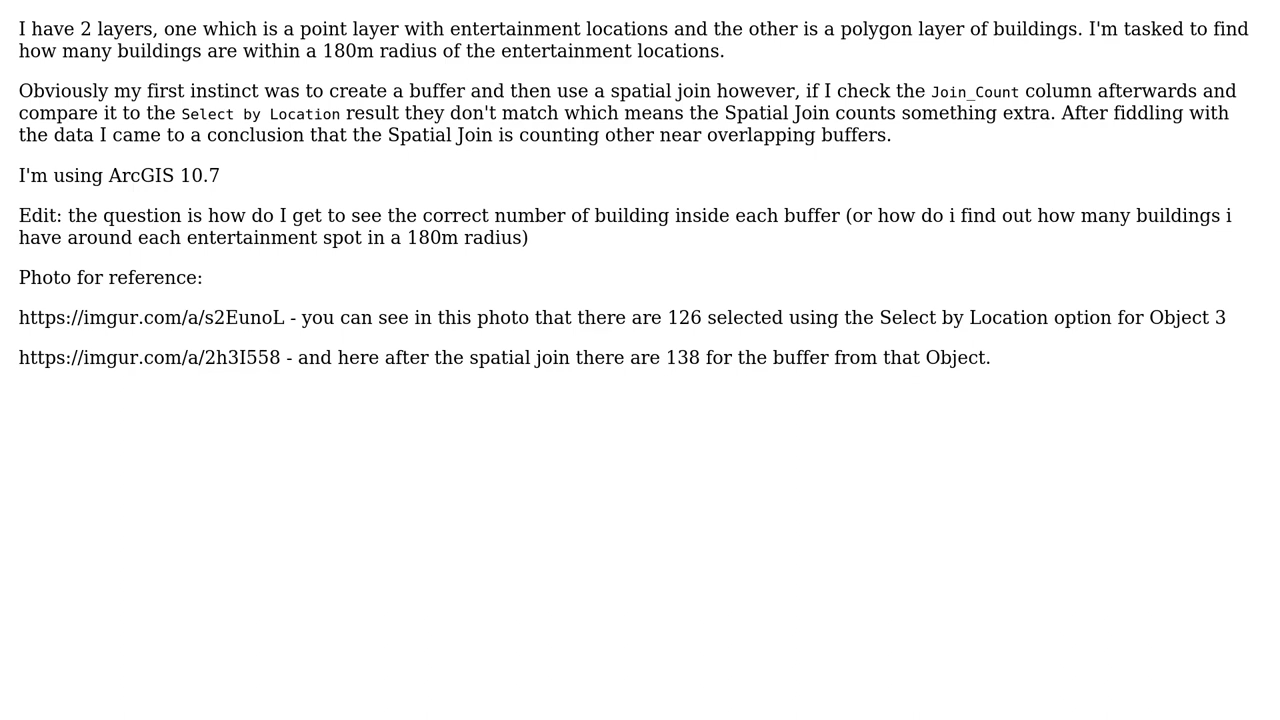 I have 2 layers, one which is a point layer with entertainment locations and the other is a polygon layer of buildings. I'm tasked to find
how many buildings are within a 180m radius of the entertainment locations.
Obviously my first instinct was to create a buffer and then use a spatial join however, if I check the Join_Count column afterwards and
compare it to the Select by Location result they don't match which means the Spatial Join counts something extra. After fiddling with
the data I came to a conclusion that the Spatial Join is counting other near overlapping buffers.
I'm using ArcGIS 10.7
Edit: the question is how do I get to see the correct number of building inside each buffer (or how do i find out how many buildings i
have around each entertainment spot in a 180m radius)
Photo for reference:
https://imgur.com/a/s2EunoL - you can see in this photo that there are 126 selected using the Select by Location option for Object 3
https://imgur.com/a/2h3I558 - and here after the spatial join there are 138 for the buffer from that Object.